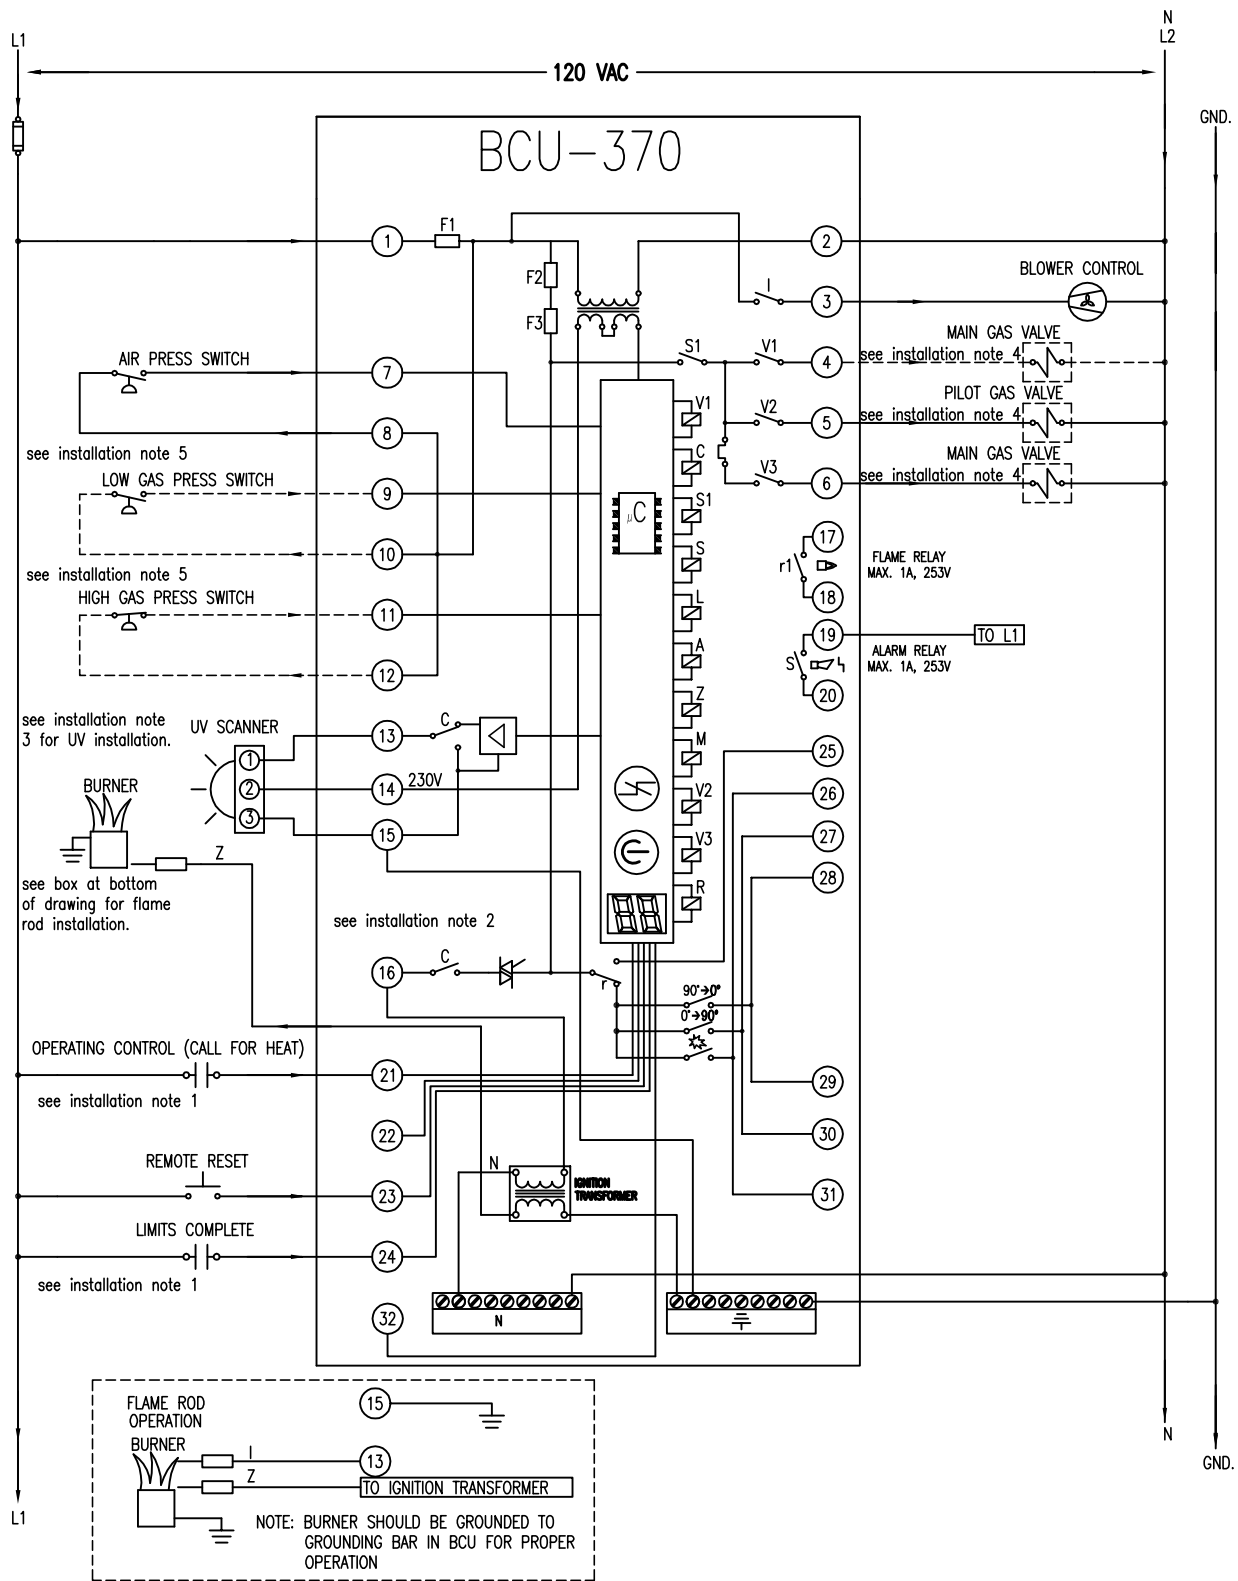 L1
N
L2
120 VAC
GND.
BCU-370
F1
1
2
F2
F3
I
3
BLOWER CONTROL
AIR PRESS SWITCH
7
8
see installation note 5
S1
V1
4
MAIN GAS VALVE
see installation note 4
V2
5
PILOT GAS VALVE
see installation note 4
V3
6
MAIN GAS VALVE
see installation note 4
LOW GAS PRESS SWITCH
9
10
see installation note 5
HIGH GAS PRESS SWITCH
11
12
µC
V1
C
S1
S
L
A
Z
M
V2
V3
R
17
r1
FLAME RELAY
MAX. 1A, 253V
18
19
TO L1
S
ALARM RELAY
MAX. 1A, 253V
20
see installation note
3 for UV installation.
UV SCANNER
1
2
3
13
C
14
230V
15
25
26
27
28
BURNER
Z
see box at bottom
of drawing for flame
rod installation.
see installation note 2
88
16
C
r
90°→0°
0°→90°
OPERATING CONTROL (CALL FOR HEAT)
21
see installation note 1
22
29
30
31
REMOTE RESET
23
N
IGNITION
TRANSFORMER
LIMITS COMPLETE
24
see installation note 1
32
N
FLAME ROD
OPERATION
15
BURNER
I
13
Z
TO IGNITION TRANSFORMER
NOTE: BURNER SHOULD BE GROUNDED TO
GROUNDING BAR IN BCU FOR PROPER
OPERATION
L1
N
GND.